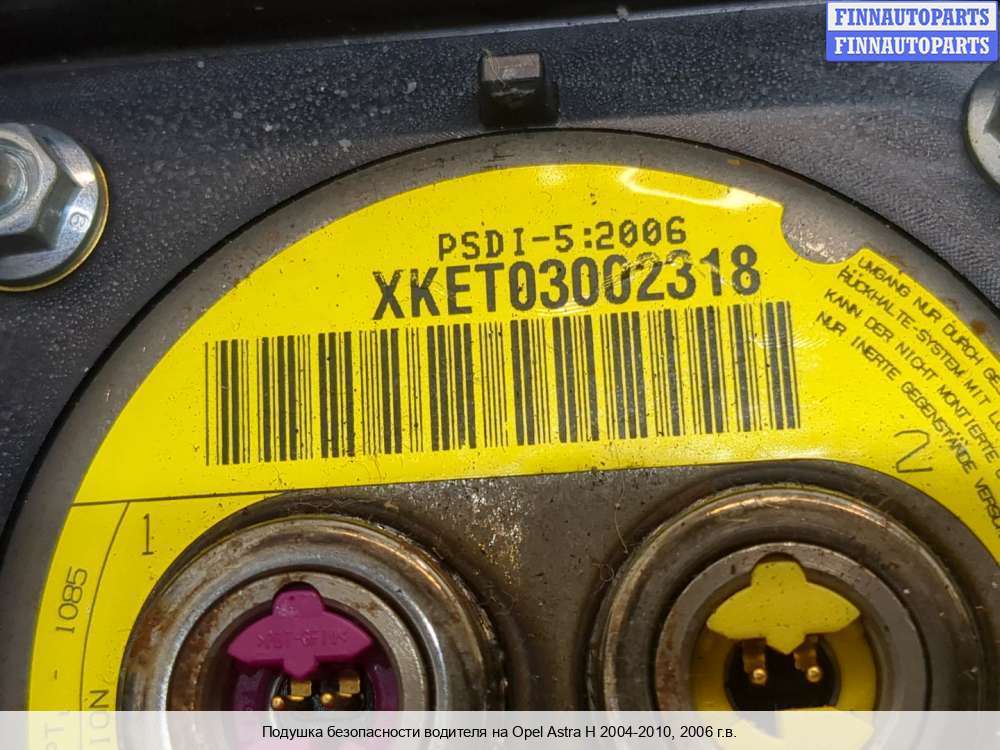 FINNAUTOPARTS
FINNAUTOPARTS
PSDI-5:2006
XKET03002318
UMGANG NUR DURCH
RÜCKHALTE-SYSTEM MIT
KANN DER NICHT MONTIERTE
NUR INERTE GEGENSTÄNDE
1
2
1085
Подушка безопасности водителя на Opel Astra H 2004-2010, 2006 г.в.